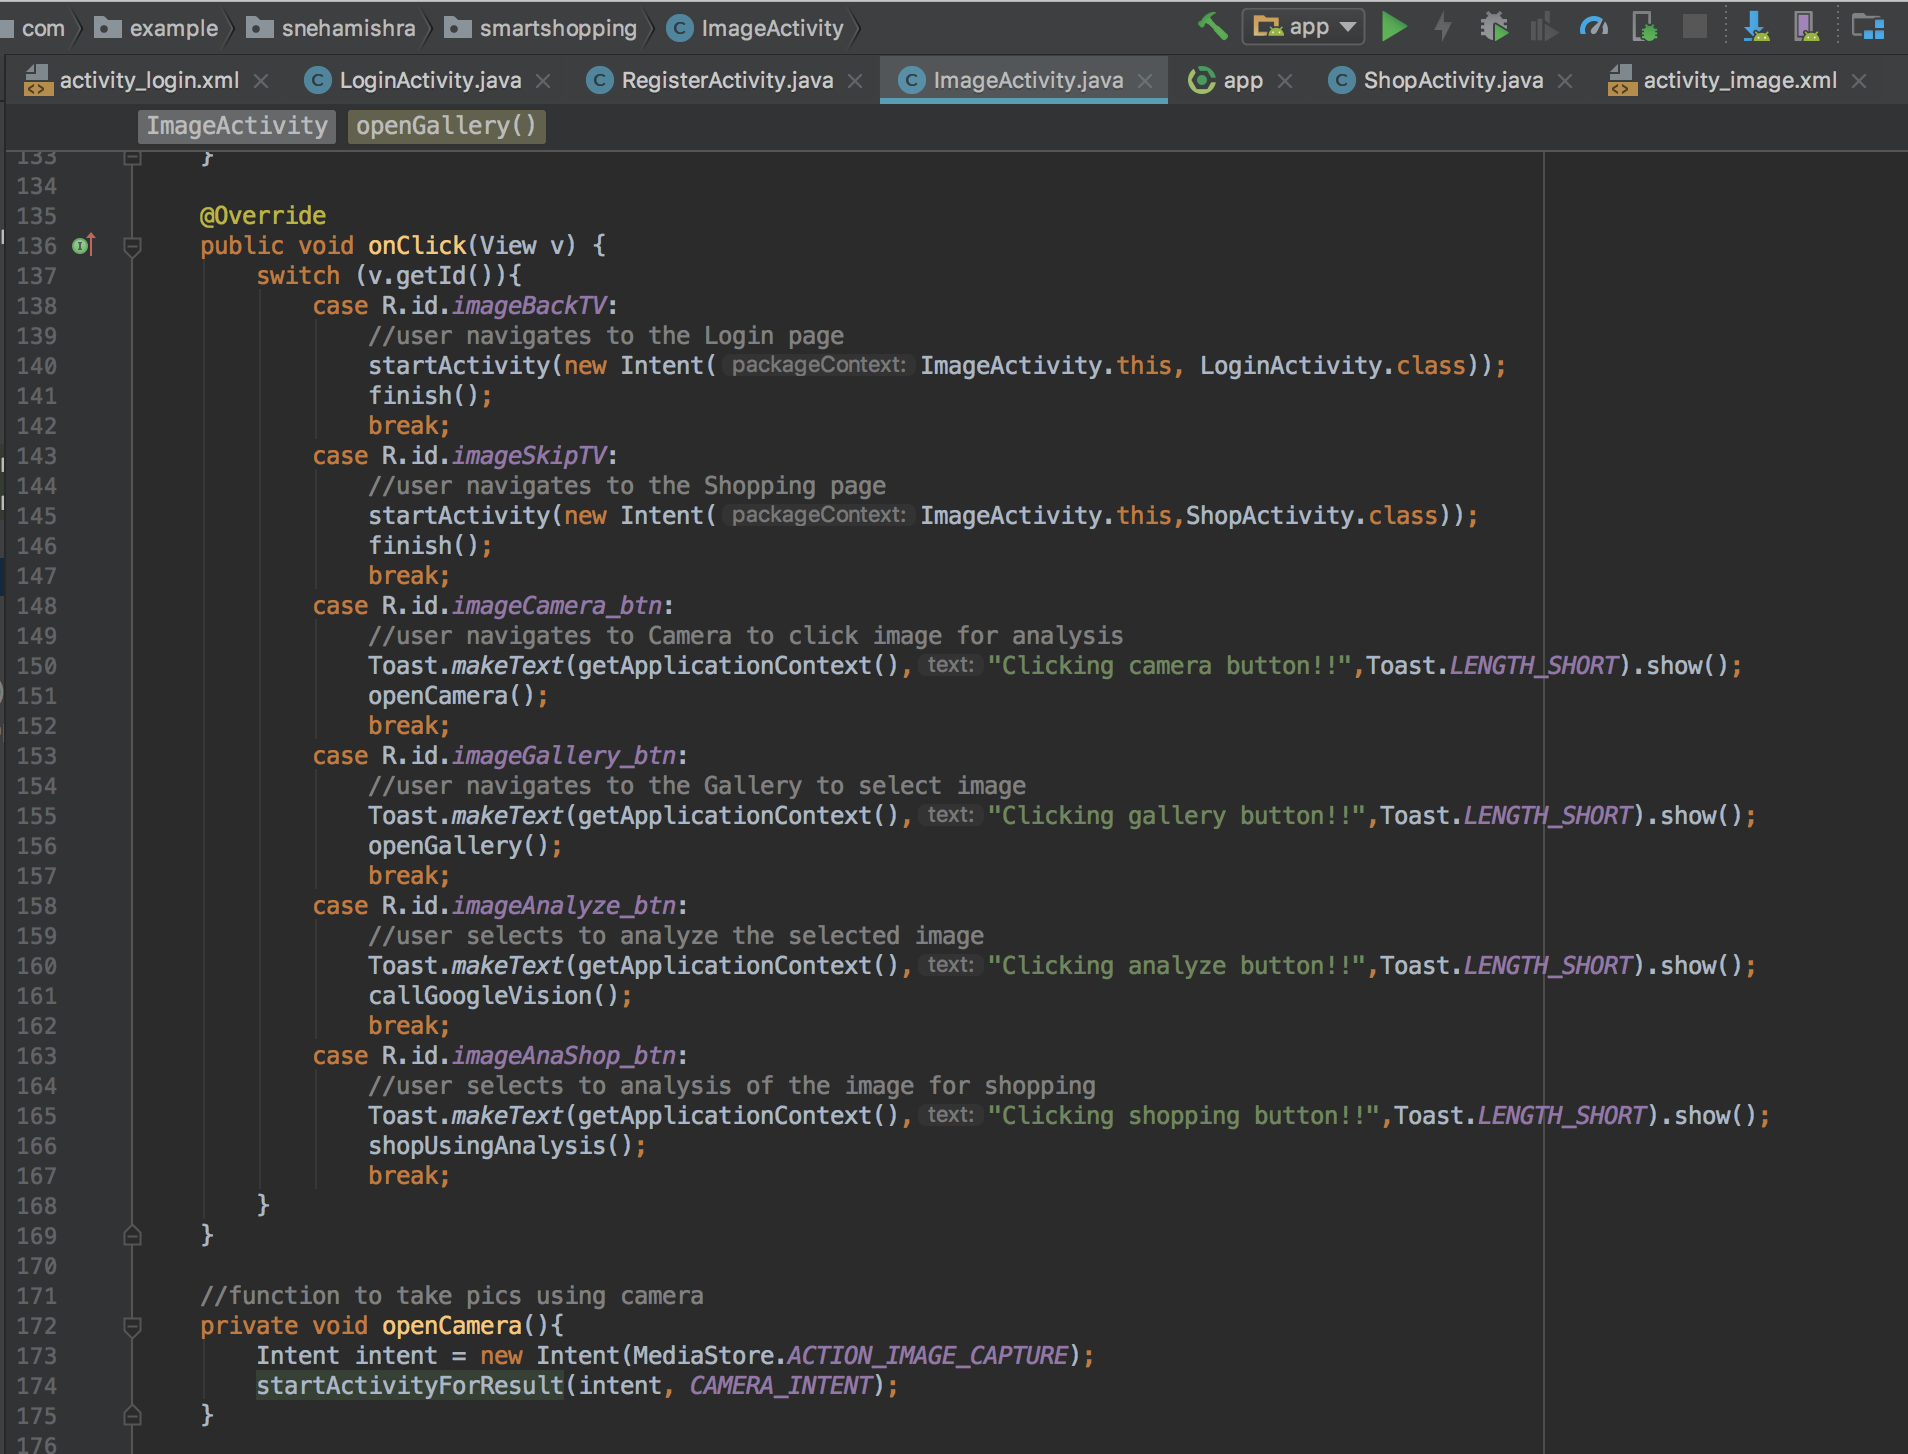 com example snehamishra smartshopping ImageActivity app
activity_login.xml LoginActivity.java RegisterActivity.java ImageActivity.java app ShopActivity.java activity_image.xml
ImageActivity openGallery()
133 }
134
135 @Override
136 public void onClick(View v) {
137 switch (v.getId()){
138 case R.id.imageBackTV:
139 //user navigates to the Login page
140 startActivity(new Intent( packageContext: ImageActivity.this, LoginActivity.class));
141 finish();
142 break;
143 case R.id.imageSkipTV:
144 //user navigates to the Shopping page
145 startActivity(new Intent( packageContext: ImageActivity.this,ShopActivity.class));
146 finish();
147 break;
148 case R.id.imageCamera_btn:
149 //user navigates to Camera to click image for analysis
150 Toast.makeText(getApplicationContext(), text: "Clicking camera button!!",Toast.LENGTH_SHORT).show();
151 openCamera();
152 break;
153 case R.id.imageGallery_btn:
154 //user navigates to the Gallery to select image
155 Toast.makeText(getApplicationContext(), text: "Clicking gallery button!!",Toast.LENGTH_SHORT).show();
156 openGallery();
157 break;
158 case R.id.imageAnalyze_btn:
159 //user selects to analyze the selected image
160 Toast.makeText(getApplicationContext(), text: "Clicking analyze button!!",Toast.LENGTH_SHORT).show();
161 callGoogleVision();
162 break;
163 case R.id.imageAnaShop_btn:
164 //user selects to analysis of the image for shopping
165 Toast.makeText(getApplicationContext(), text: "Clicking shopping button!!",Toast.LENGTH_SHORT).show();
166 shopUsingAnalysis();
167 break;
168 }
169 }
170
171 //function to take pics using camera
172 private void openCamera(){
173 Intent intent = new Intent(MediaStore.ACTION_IMAGE_CAPTURE);
174 startActivityForResult(intent, CAMERA_INTENT);
175 }
176